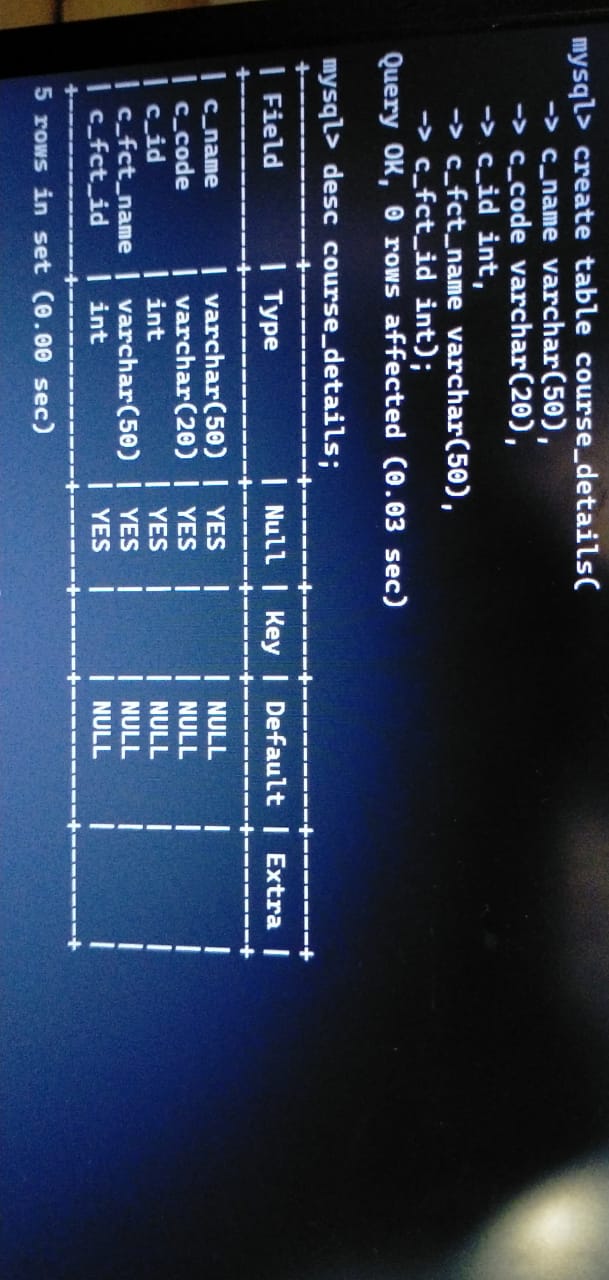 mysql> create table course_details(
    -> c_name varchar(50),
    -> c_code varchar(20),
    -> c_id int,
    -> c_fct_name varchar(50),
    -> c_fct_id int);
Query OK, 0 rows affected (0.03 sec)
mysql> desc course_details;
+------------+-------------+------+-----+---------+-------+
| Field      | Type        | Null | Key | Default | Extra |
+------------+-------------+------+-----+---------+-------+
| c_name     | varchar(50) | YES  |     | NULL    |       |
| c_code     | varchar(20) | YES  |     | NULL    |       |
| c_id       | int         | YES  |     | NULL    |       |
| c_fct_name | varchar(50) | YES  |     | NULL    |       |
| c_fct_id   | int         | YES  |     | NULL    |       |
+------------+-------------+------+-----+---------+-------+
5 rows in set (0.00 sec)